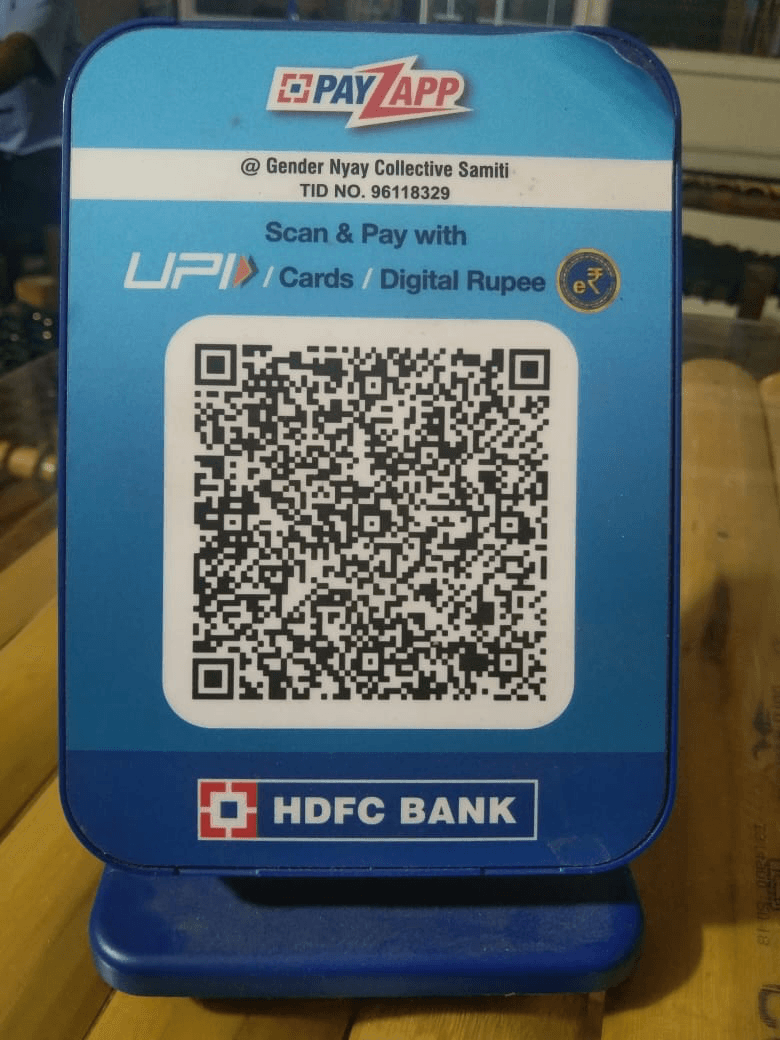 PAYZAPP
@ Gender Nyay Collective Samiti
TID NO. 96118329
Scan & Pay with
UPI / Cards / Digital Rupee e₹
HDFC BANK